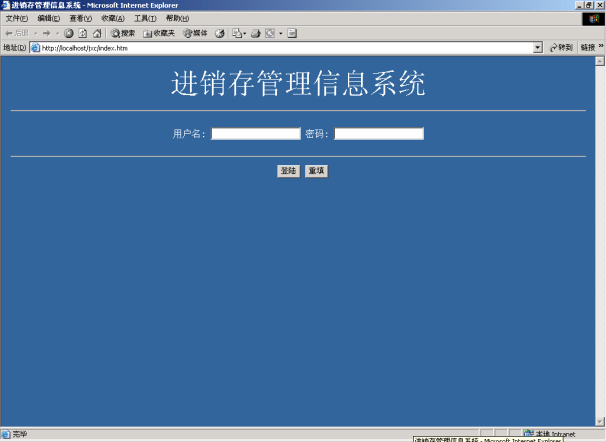 进销存管理信息系统 - Microsoft Internet Explorer
文件(F) 编辑(E) 查看(V) 收藏(A) 工具(T) 帮助(H)
后退 搜索 收藏夹 媒体
地址(D) http://localhost/jxc/index.htm 转到 链接 »
进销存管理信息系统
用户名: 密码:
登陆 重填
完毕 本地 Intranet
进销存管理信息系统 - Microsoft Internet Explorer